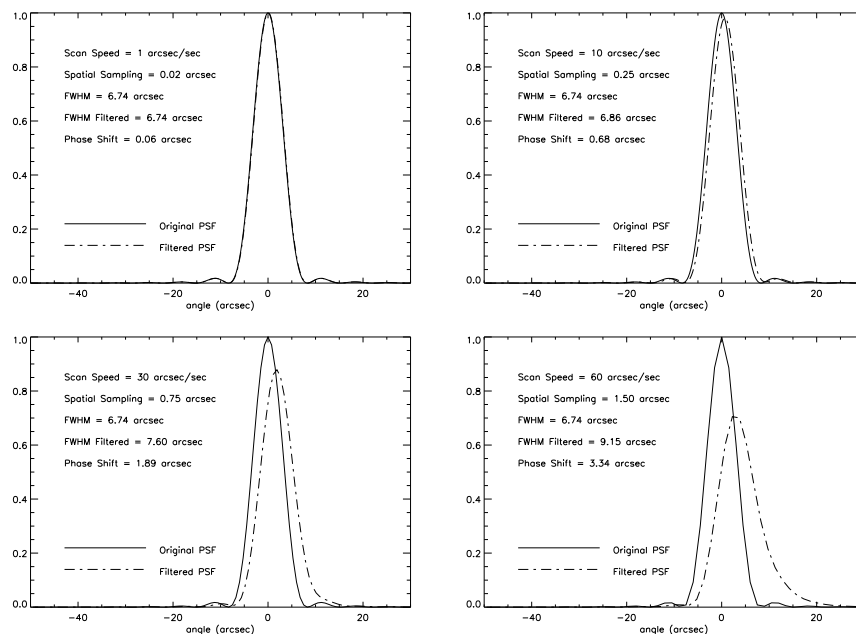 1.0
0.8
0.6
0.4
0.2
0.0
Scan Speed = 1 arcsec/sec
Spatial Sampling = 0.02 arcsec
FWHM = 6.74 arcsec
FWHM Filtered = 6.74 arcsec
Phase Shift = 0.06 arcsec
Original PSF
Filtered PSF
-40 -20 0 20
angle (arcsec)
1.0
0.8
0.6
0.4
0.2
0.0
Scan Speed = 10 arcsec/sec
Spatial Sampling = 0.25 arcsec
FWHM = 6.74 arcsec
FWHM Filtered = 6.86 arcsec
Phase Shift = 0.68 arcsec
Original PSF
Filtered PSF
-40 -20 0 20
angle (arcsec)
1.0
0.8
0.6
0.4
0.2
0.0
Scan Speed = 30 arcsec/sec
Spatial Sampling = 0.75 arcsec
FWHM = 6.74 arcsec
FWHM Filtered = 7.60 arcsec
Phase Shift = 1.89 arcsec
Original PSF
Filtered PSF
-40 -20 0 20
angle (arcsec)
1.0
0.8
0.6
0.4
0.2
0.0
Scan Speed = 60 arcsec/sec
Spatial Sampling = 1.50 arcsec
FWHM = 6.74 arcsec
FWHM Filtered = 9.15 arcsec
Phase Shift = 3.34 arcsec
Original PSF
Filtered PSF
-40 -20 0 20
angle (arcsec)